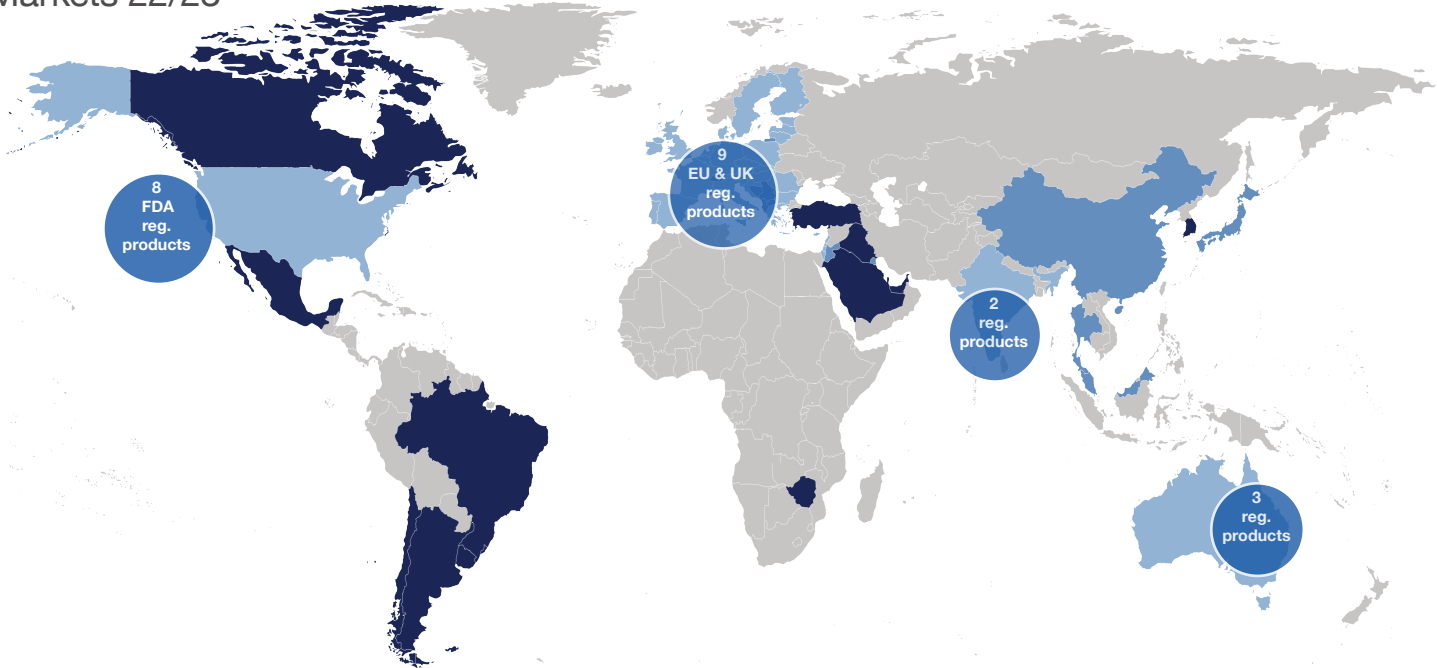 Markets 22/23
8
FDA
reg.
products
9
EU & UK
reg.
products
2
reg.
products
3
reg.
products